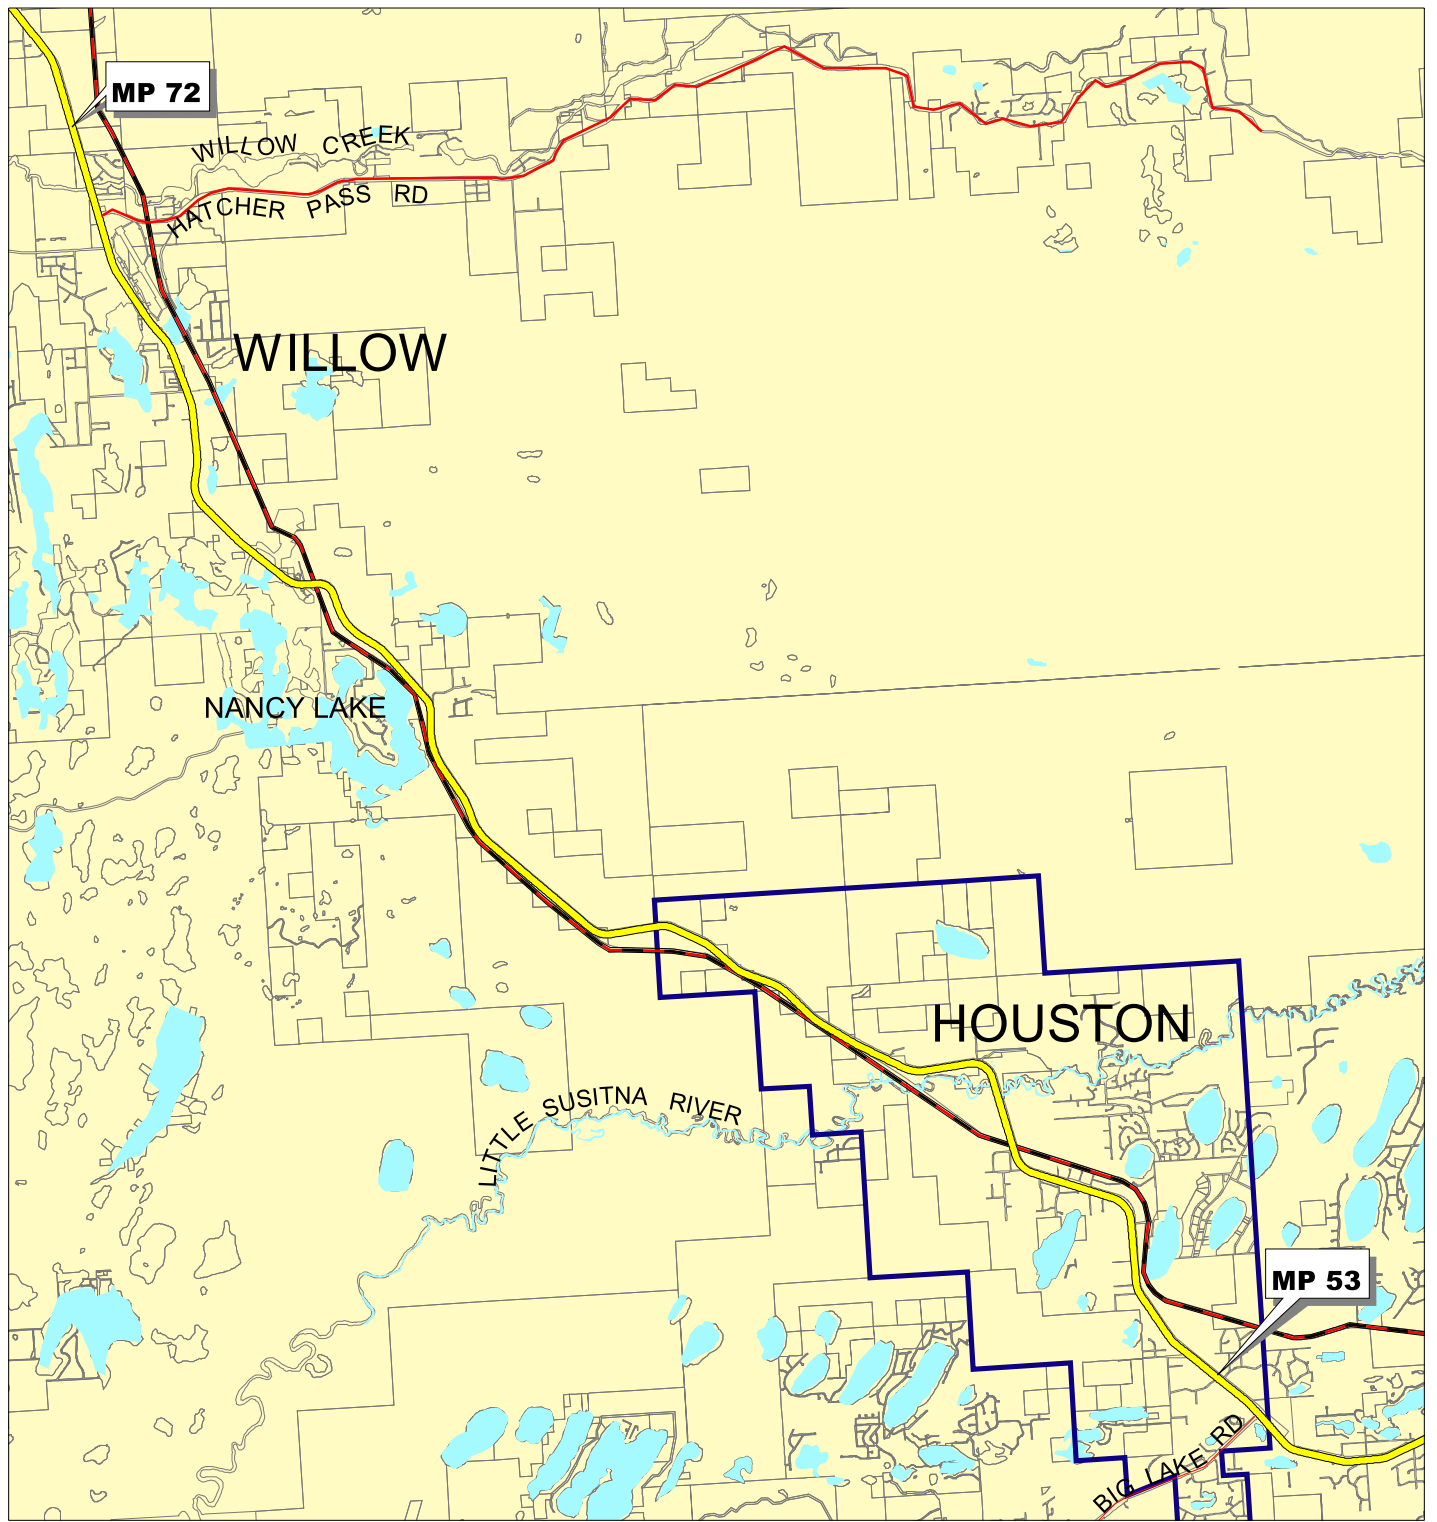 MP 72
WILLOW CREEK
HATCHER PASS RD
WILLOW
NANCY LAKE
HOUSTON
LITTLE SUSITNA RIVER
MP 53
BIG LAKE RD